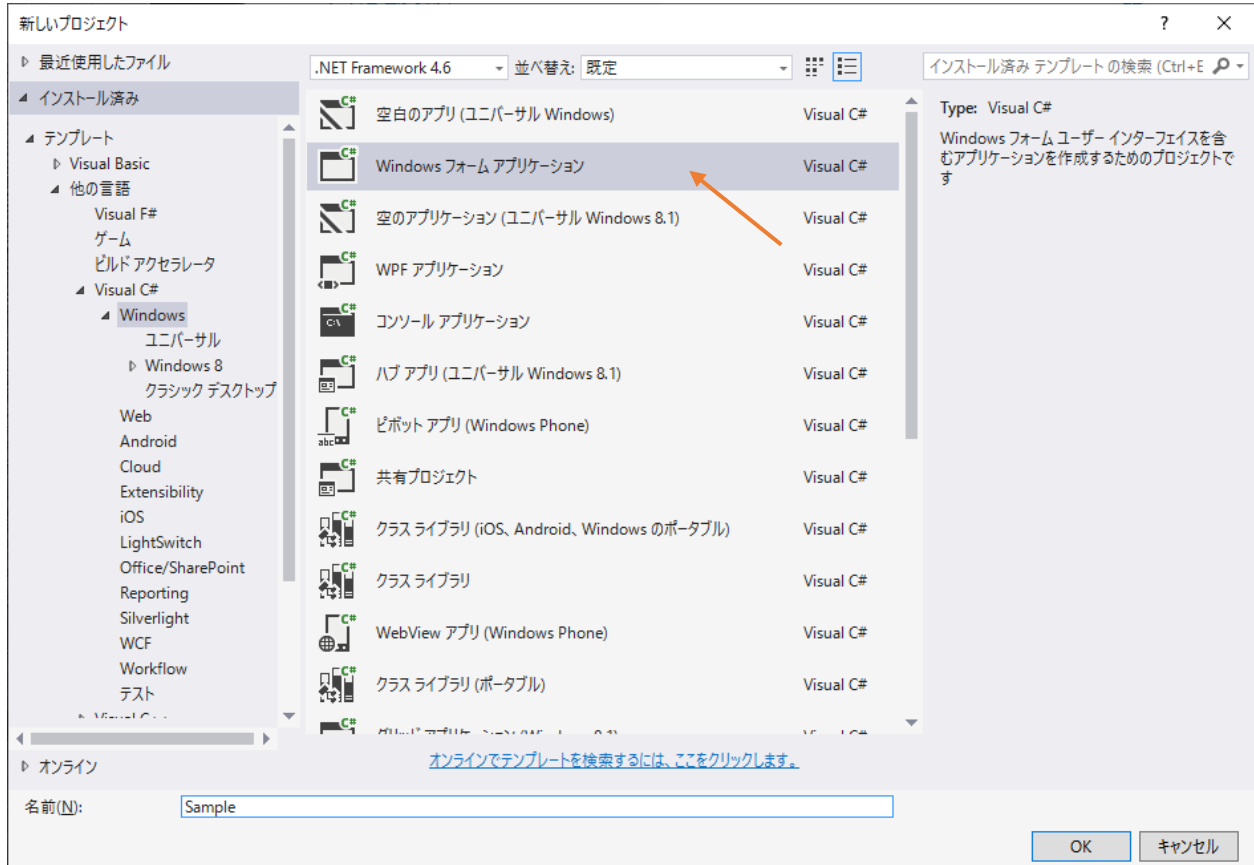 新しいプロジェクト
?
最近使用したファイル
.NET Framework 4.6
並べ替え:
既定
インストール済み テンプレート の検索 (Ctrl+E
インストール済み
テンプレート
Visual Basic
他の言語
Visual F#
ゲーム
ビルド アクセラレータ
Visual C#
Windows
ユニバーサル
Windows 8
クラシック デスクトップ
Web
Android
Cloud
Extensibility
iOS
LightSwitch
Office/SharePoint
Reporting
Silverlight
WCF
Workflow
テスト
Visual C++
空白のアプリ (ユニバーサル Windows) Visual C#
Windows フォーム アプリケーション Visual C#
空のアプリケーション (ユニバーサル Windows 8.1) Visual C#
WPF アプリケーション Visual C#
コンソール アプリケーション Visual C#
ハブ アプリ (ユニバーサル Windows 8.1) Visual C#
ピボット アプリ (Windows Phone) Visual C#
共有プロジェクト Visual C#
クラス ライブラリ (iOS、Android、Windows のポータブル) Visual C#
クラス ライブラリ Visual C#
WebView アプリ (Windows Phone) Visual C#
クラス ライブラリ (ポータブル) Visual C#
Type: Visual C#
Windows フォーム ユーザー インターフェイスを含
むアプリケーションを作成するためのプロジェクトで
す
オンライン
オンラインでテンプレートを検索するには、ここをクリックします。
名前(N):
Sample
OK
キャンセル